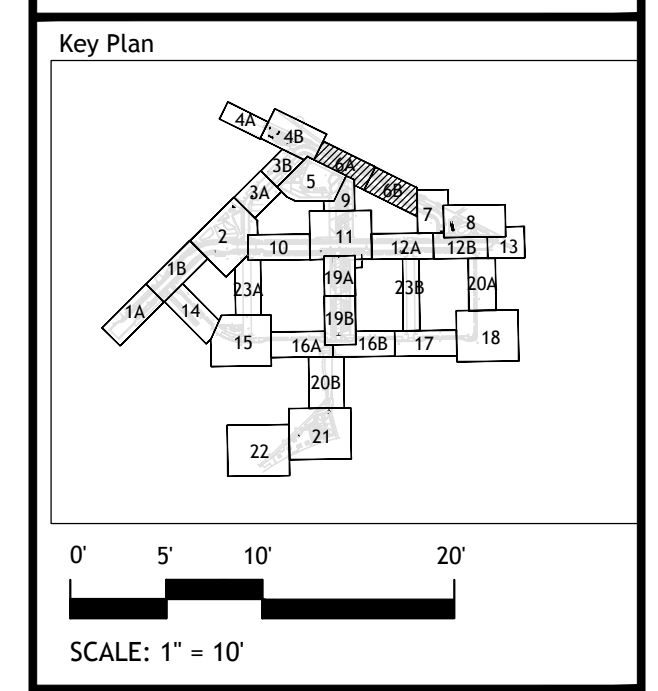 Key Plan
4A
4B
3B
6A
5
3A
6B
9
7
8
2
11
10
12A
12B
13
1B
19A
23A
23B
20A
1A
14
19B
15
16A
16B
17
18
20B
21
22
0' 5' 10' 20'
SCALE: 1" = 10'